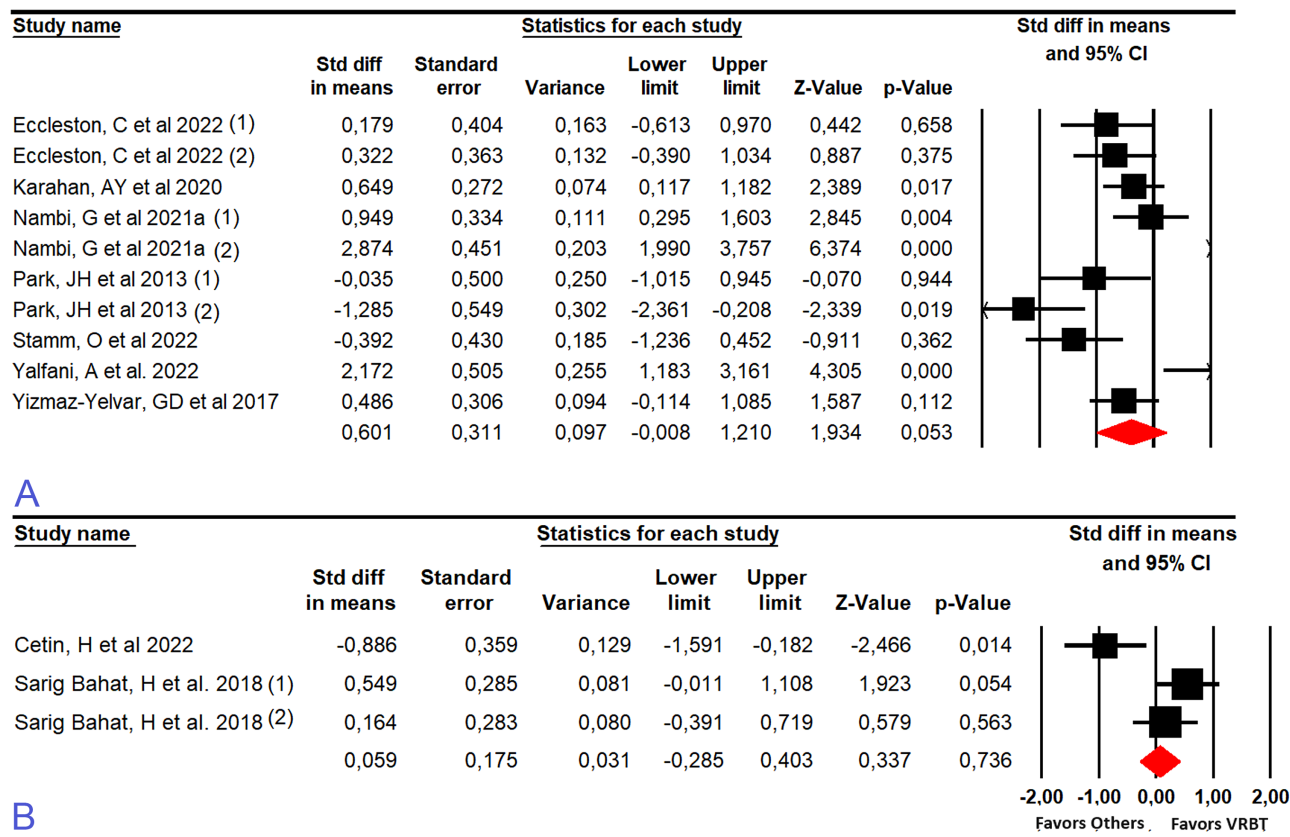 Study name Statistics for each study Std diff in means
and 95% CI
Std diff Standard Lower Upper
in means error Variance limit limit Z-Value p-Value
Eccleston, C et al 2022 (1) 0,179 0,404 0,163 -0,613 0,970 0,442 0,658
Eccleston, C et al 2022 (2) 0,322 0,363 0,132 -0,390 1,034 0,887 0,375
Karahan, AY et al 2020 0,649 0,272 0,074 0,117 1,182 2,389 0,017
Nambi, G et al 2021a (1) 0,949 0,334 0,111 0,295 1,603 2,845 0,004
Nambi, G et al 2021a (2) 2,874 0,451 0,203 1,990 3,757 6,374 0,000
Park, JH et al 2013 (1) -0,035 0,500 0,250 -1,015 0,945 -0,070 0,944
Park, JH et al 2013 (2) -1,285 0,549 0,302 -2,361 -0,208 -2,339 0,019
Stamm, O et al 2022 -0,392 0,430 0,185 -1,236 0,452 -0,911 0,362
Yalfani, A et al. 2022 2,172 0,505 0,255 1,183 3,161 4,305 0,000
Yizmaz-Yelvar, GD et al 2017 0,486 0,306 0,094 -0,114 1,085 1,587 0,112
0,601 0,311 0,097 -0,008 1,210 1,934 0,053
A
Study name Statistics for each study Std diff in means
and 95% CI
Std diff Standard Lower Upper
in means error Variance limit limit Z-Value p-Value
Cetin, H et al 2022 -0,886 0,359 0,129 -1,591 -0,182 -2,466 0,014
Sarig Bahat, H et al. 2018 (1) 0,549 0,285 0,081 -0,011 1,108 1,923 0,054
Sarig Bahat, H et al. 2018 (2) 0,164 0,283 0,080 -0,391 0,719 0,579 0,563
0,059 0,175 0,031 -0,285 0,403 0,337 0,736
-2,00 -1,00 0,00 1,00 2,00
B Favors Others Favors VRBT